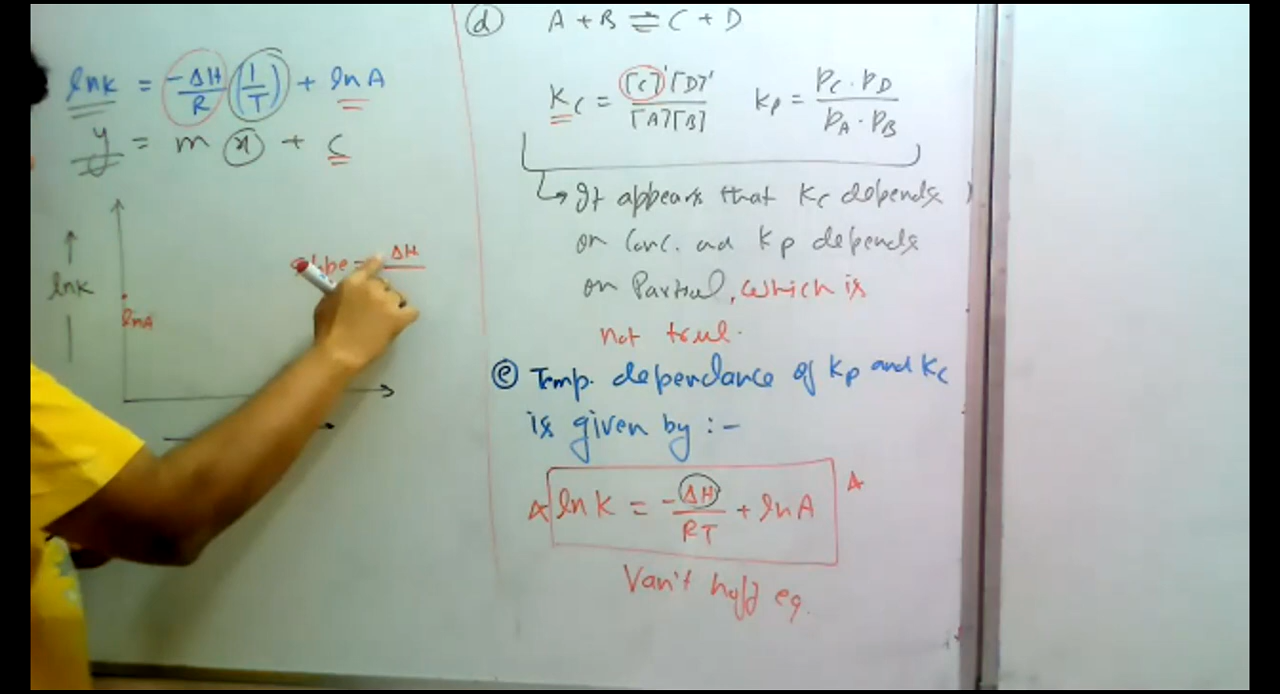 lnK = -ΔH/R (1/T) + lnA
y = m x + c
lnK
lnA
Slope = ΔH
(d) A + B ⇌ C + D
Kc = [C]'[D]'/[A][B] Kp = PC . PD/PA . PB
↳ It appears that Kc depends
on Conc. and Kp depends
on Partial, which is
not true.
(e) Temp. dependance of Kp and Kc
is given by :-
lnK = -ΔH/RT + lnA
Van't hoff eq.